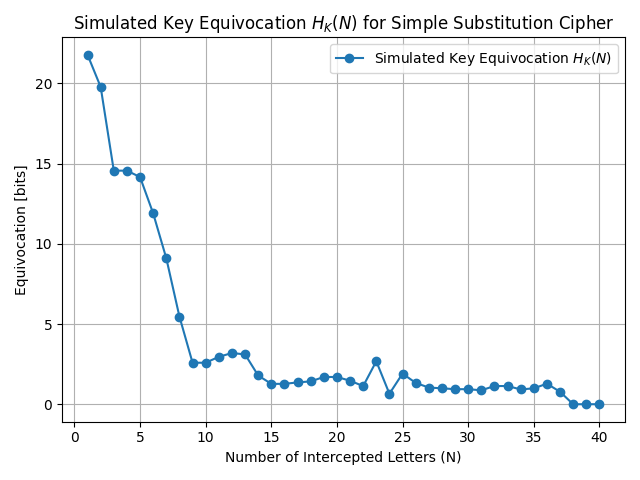 Simulated Key Equivocation $H_K(N)$ for Simple Substitution Cipher
Simulated Key Equivocation $H_K(N)$
Equivocation [bits]
20
15
10
5
0
0 5 10 15 20 25 30 35 40
Number of Intercepted Letters (N)